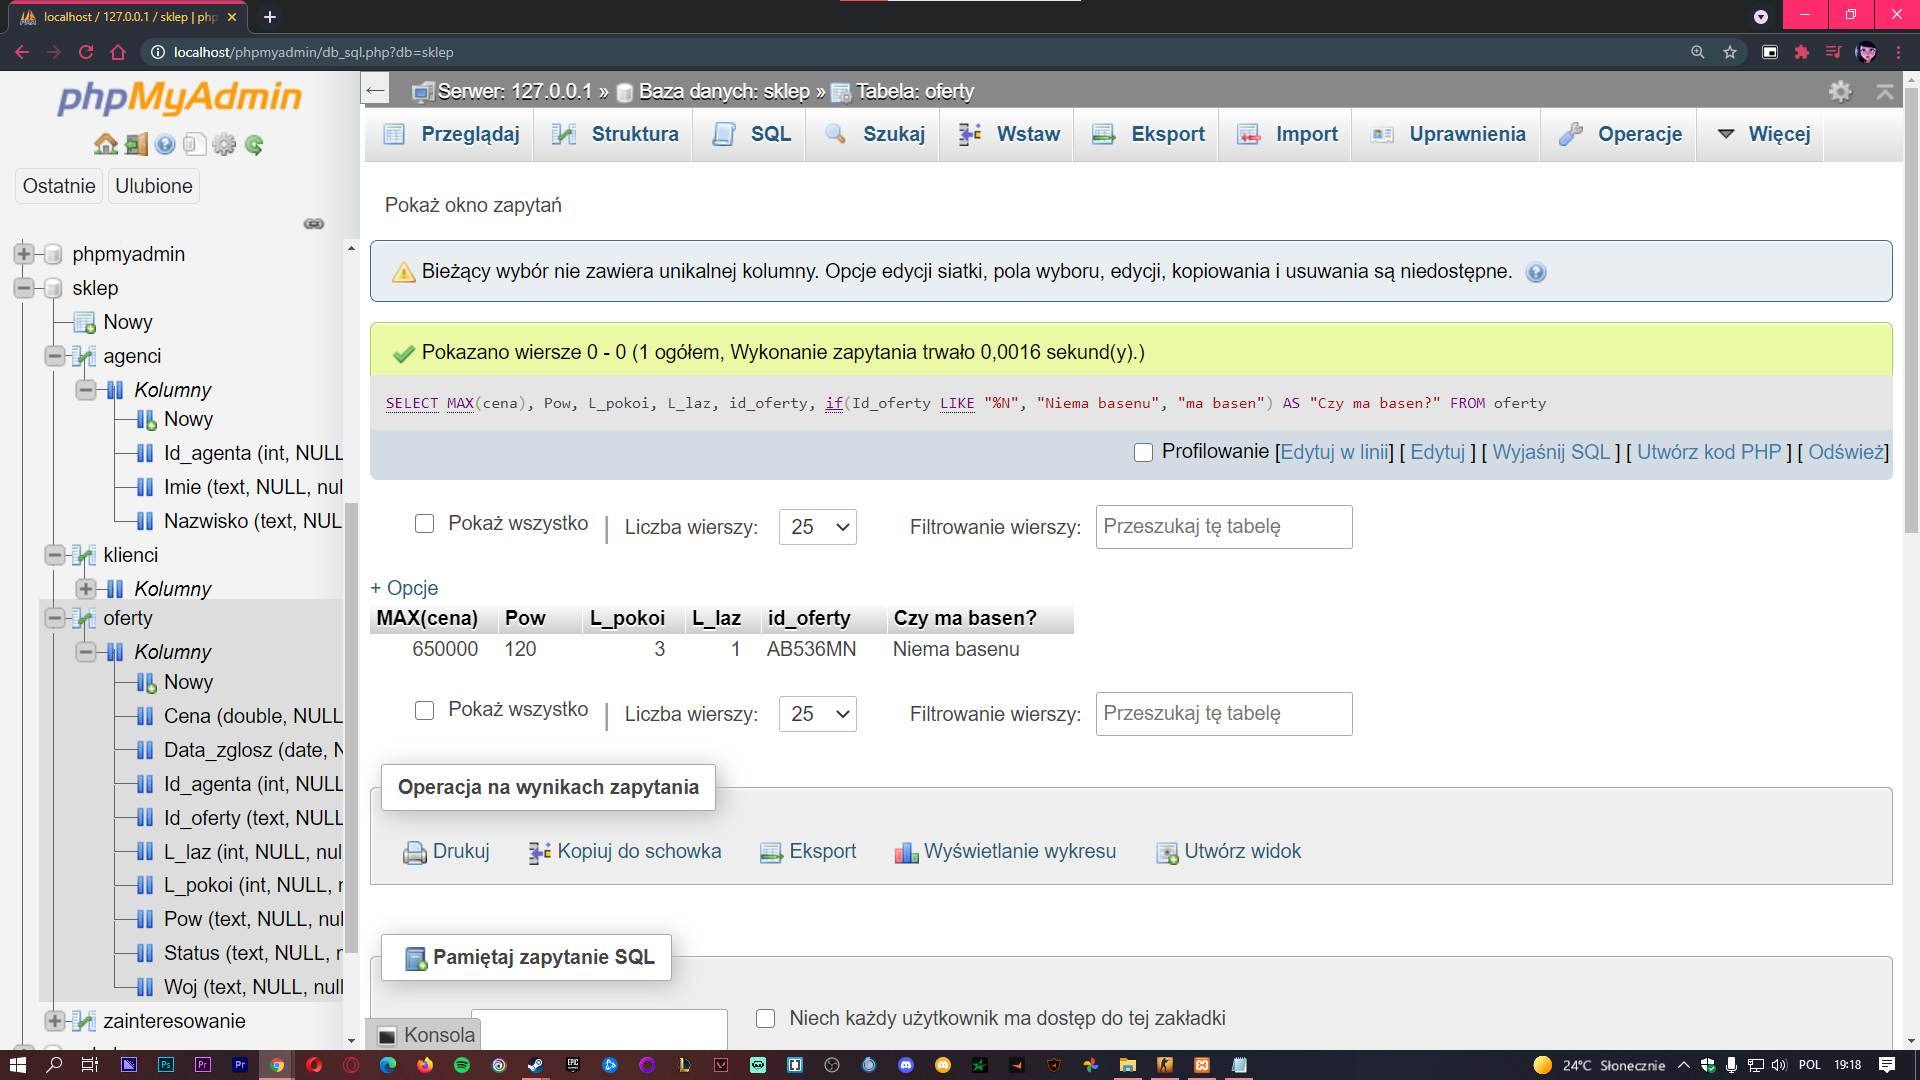 localhost / 127.0.0.1 / sklep | php
localhost/phpmyadmin/db_sql.php?db=sklep
phpMyAdmin
Ostatnie
Ulubione
phpmyadmin
sklep
Nowy
agenci
Kolumny
Nowy
Id_agenta (int, NULL
Imie (text, NULL, nul
Nazwisko (text, NUL
klienci
Kolumny
oferty
Kolumny
Nowy
Cena (double, NULL
Data_zglosz (date, N
Id_agenta (int, NULL
Id_oferty (text, NULL
L_laz (int, NULL, nul
L_pokoi (int, NULL, r
Pow (text, NULL, nul
Status (text, NULL, r
Woj (text, NULL, null
zainteresowanie
Serwer: 127.0.0.1 » Baza danych: sklep » Tabela: oferty
Przeglądaj Struktura SQL Szukaj Wstaw Eksport Import Uprawnienia Operacje Więcej
Pokaż okno zapytań
Bieżący wybór nie zawiera unikalnej kolumny. Opcje edycji siatki, pola wyboru, edycji, kopiowania i usuwania są niedostępne.
Pokazano wiersze 0 - 0 (1 ogółem, Wykonanie zapytania trwało 0,0016 sekund(y).)
SELECT MAX(cena), Pow, L_pokoi, L_laz, id_oferty, if(Id_oferty LIKE "%N", "Niema basenu", "ma basen") AS "Czy ma basen?" FROM oferty
Profilowanie [Edytuj w linii] [ Edytuj ] [ Wyjaśnij SQL ] [ Utwórz kod PHP ] [ Odśwież]
Pokaż wszystko | Liczba wierszy: 25 Filtrowanie wierszy: Przeszukaj tę tabelę
+ Opcje
MAX(cena) Pow L_pokoi L_laz id_oferty Czy ma basen?
650000 120 3 1 AB536MN Niema basenu
Pokaż wszystko | Liczba wierszy: 25 Filtrowanie wierszy: Przeszukaj tę tabelę
Operacja na wynikach zapytania
Drukuj Kopiuj do schowka Eksport Wyświetlanie wykresu Utwórz widok
Pamiętaj zapytanie SQL
Niech każdy użytkownik ma dostęp do tej zakładki
Konsola
24°C Słonecznie POL 19:18